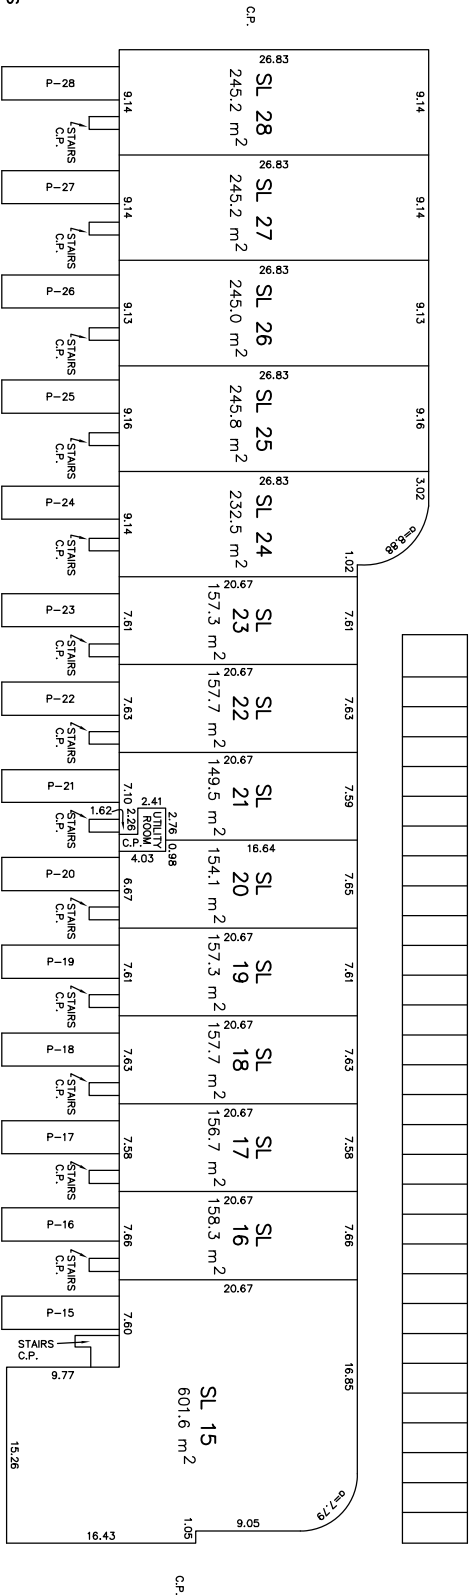 C.P.
26.83
9.14
SL 28
245.2 m2
9.14
P-28
STAIRS
C.P.
26.83
9.14
SL 27
245.2 m2
9.14
P-27
STAIRS
C.P.
26.83
9.13
SL 26
245.0 m2
9.13
P-26
STAIRS
C.P.
26.83
9.16
SL 25
245.8 m2
9.16
P-25
STAIRS
C.P.
26.83
3.02
a=8.88
1.02
SL 24
232.5 m2
9.14
P-24
STAIRS
C.P.
20.67
7.61
SL
23
157.3 m2
7.61
P-23
STAIRS
C.P.
20.67
7.63
SL
22
157.7 m2
7.63
P-22
STAIRS
C.P.
20.67
7.59
SL
21
149.5 m2
7.10
P-21
STAIRS
C.P.
1.62
2.26
2.41
UTILITY
ROOM
2.76
0.98
C.P.
4.03
16.64
7.65
SL
20
154.1 m2
6.67
P-20
STAIRS
C.P.
20.67
7.61
SL
19
157.3 m2
7.61
P-19
STAIRS
C.P.
20.67
7.63
SL
18
157.7 m2
7.63
P-18
STAIRS
C.P.
20.67
7.58
SL
17
156.7 m2
7.58
P-17
STAIRS
C.P.
20.67
7.66
SL
16
158.3 m2
7.66
P-16
STAIRS
C.P.
20.67
16.85
a=7.79
SL 15
601.6 m2
7.60
P-15
STAIRS
C.P.
9.77
15.26
16.43
1.05
9.05
C.P.